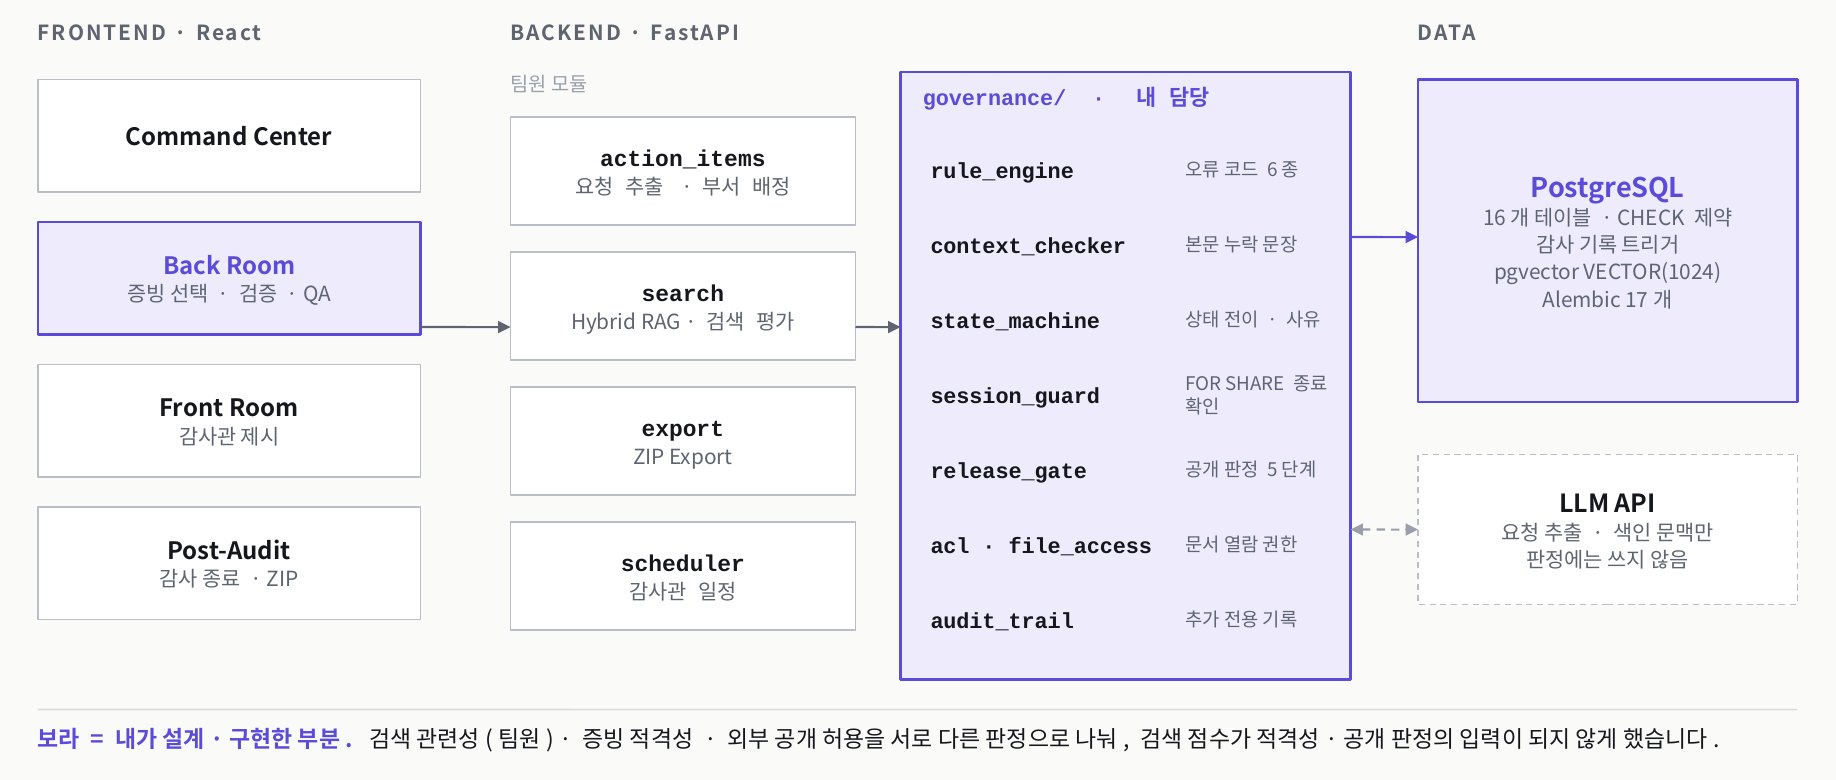 FRONTEND · React
Command Center
Back Room
증빙 선택 · 검증 · QA
Front Room
감사관 제시
Post-Audit
감사 종료 · ZIP
BACKEND · FastAPI
팀원 모듈
action_items
요청 추출 · 부서 배정
search
Hybrid RAG · 검색 평가
export
ZIP Export
scheduler
감사관 일정
governance/ · 내 담당
rule_engine 오류 코드 6 종
context_checker 본문 누락 문장
state_machine 상태 전이 · 사유
session_guard FOR SHARE 종료
확인
release_gate 공개 판정 5 단계
acl · file_access 문서 열람 권한
audit_trail 추가 전용 기록
DATA
PostgreSQL
16 개 테이블 · CHECK 제약
감사 기록 트리거
pgvector VECTOR(1024)
Alembic 17 개
LLM API
요청 추출 · 색인 문맥만
판정에는 쓰지 않음
보라 = 내가 설계 · 구현한 부분 . 검색 관련성 ( 팀원 ) · 증빙 적격성 · 외부 공개 허용을 서로 다른 판정으로 나눠 , 검색 점수가 적격성 · 공개 판정의 입력이 되지 않게 했습니다 .